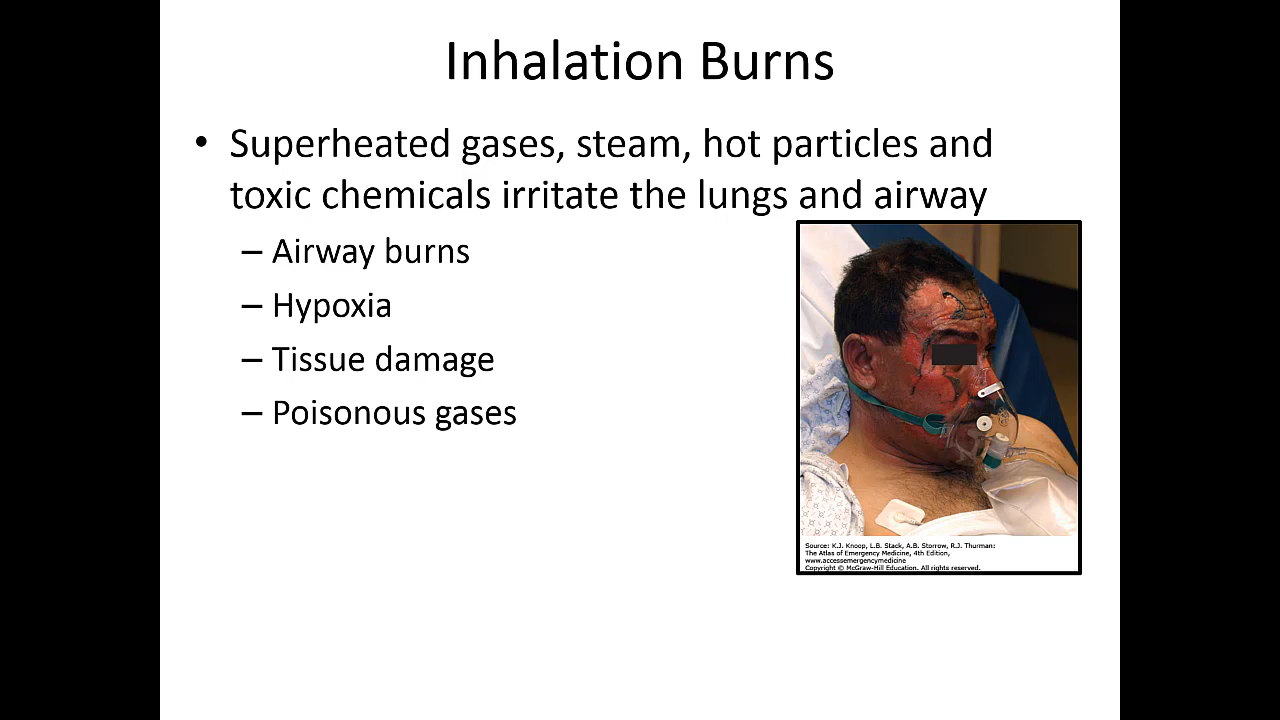 Inhalation Burns
• Superheated gases, steam, hot particles and
toxic chemicals irritate the lungs and airway
– Airway burns
– Hypoxia
– Tissue damage
– Poisonous gases
Source: K.J. Knoop, L.B. Stack, A.B. Storrow, R.J. Thurman:
The Atlas of Emergency Medicine, 4th Edition,
www.accessemergencymedicine
Copyright © McGraw-Hill Education. All rights reserved.